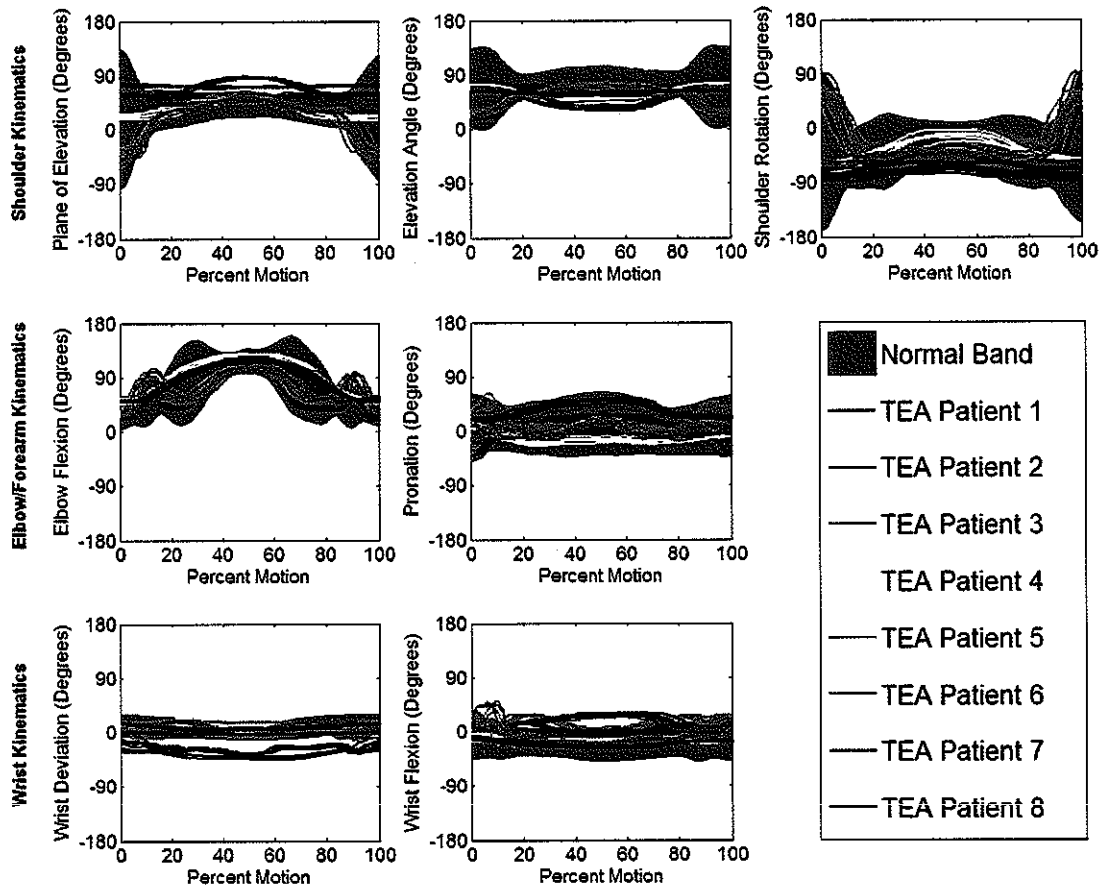 Shoulder Kinematics
Plane of Elevation (Degrees)
180
90
0
-90
-180
0 20 40 60 80 100
Percent Motion
Elevation Angle (Degrees)
180
90
0
-90
-180
0 20 40 60 80 100
Percent Motion
Shoulder Rotation (Degrees)
180
90
0
-90
-180
0 20 40 60 80 100
Percent Motion
Elbow/Forearm Kinematics
Elbow Flexion (Degrees)
180
90
0
-90
-180
0 20 40 60 80 100
Percent Motion
Pronation (Degrees)
180
90
0
-90
-180
0 20 40 60 80 100
Percent Motion
Normal Band
TEA Patient 1
TEA Patient 2
TEA Patient 3
TEA Patient 4
TEA Patient 5
TEA Patient 6
TEA Patient 7
TEA Patient 8
Wrist Kinematics
Wrist Deviation (Degrees)
180
90
0
-90
-180
0 20 40 60 80 100
Percent Motion
Wrist Flexion (Degrees)
180
90
0
-90
-180
0 20 40 60 80 100
Percent Motion